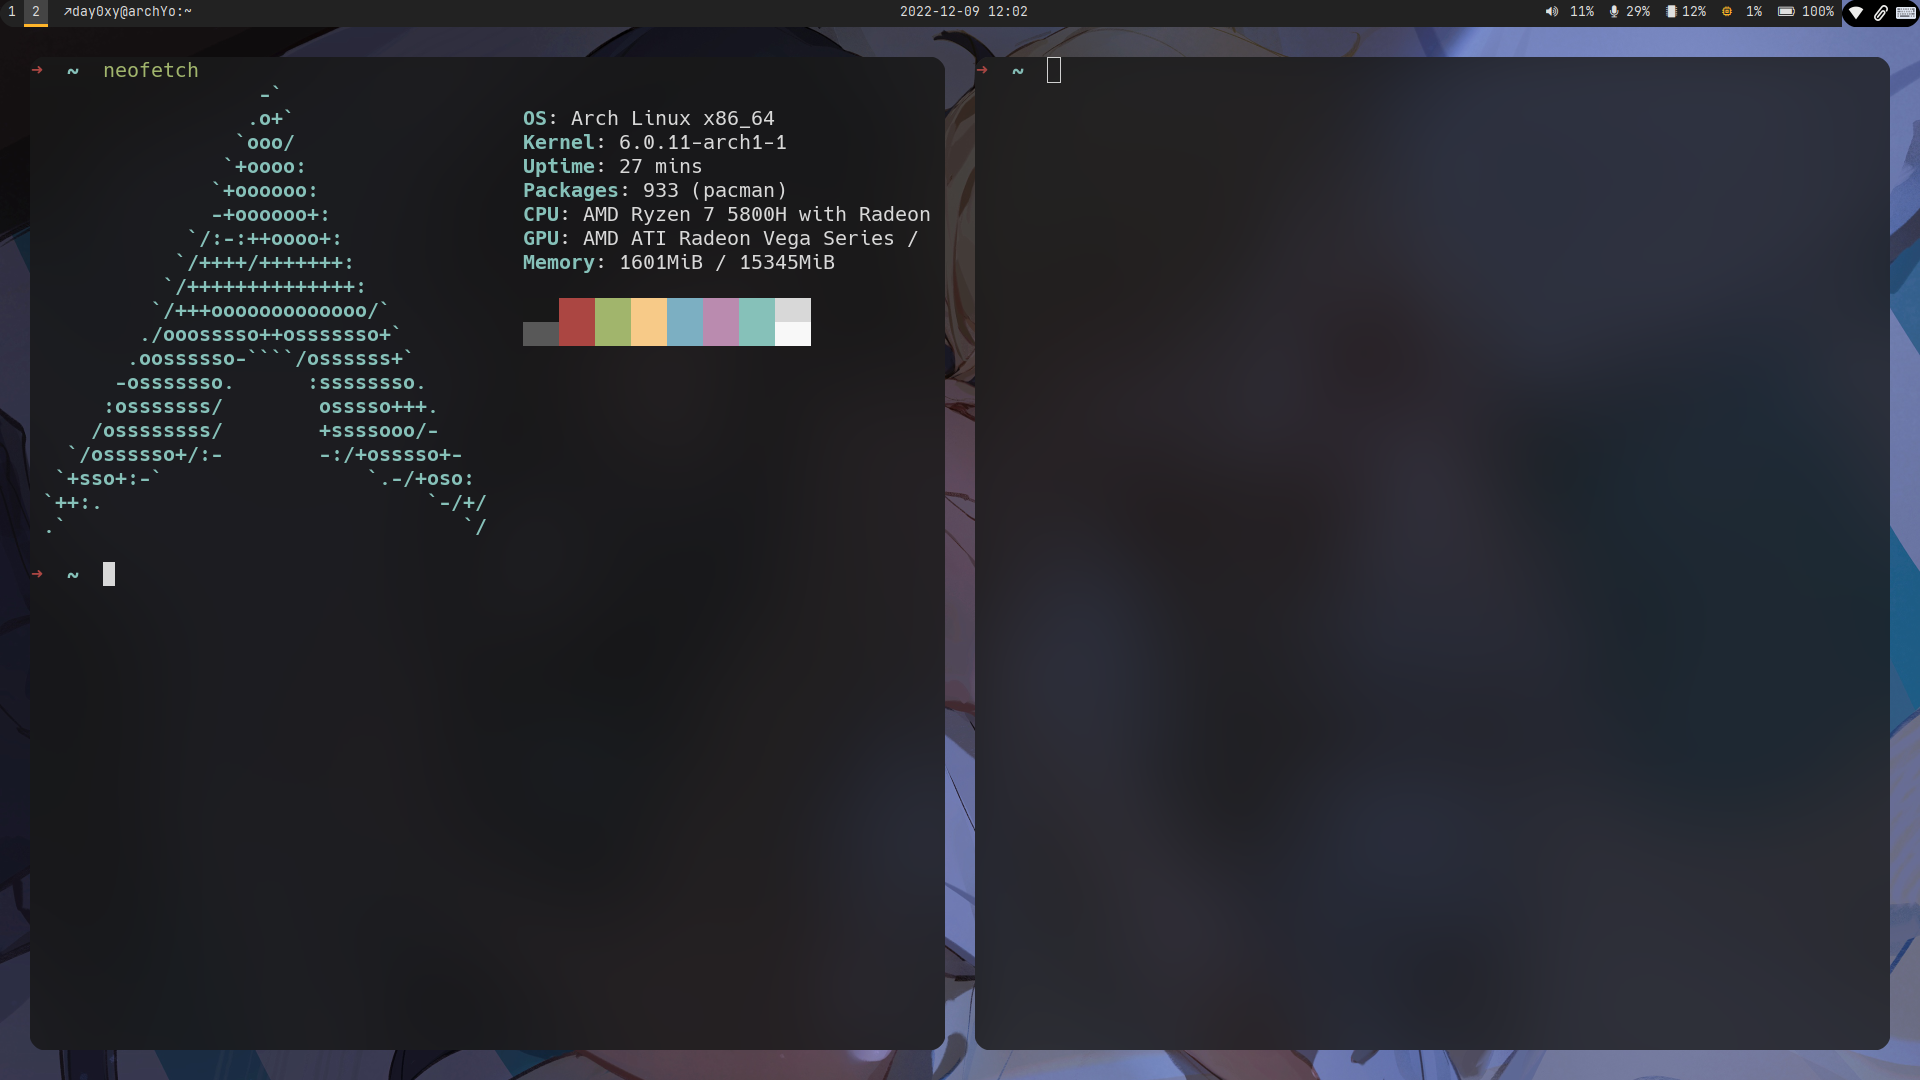 1 2 ↗day0xy@archYo:~ 2022-12-09 12:02 11% 29% 12% 1% 100%
➜ ~ neofetch
-`
.o+`
`ooo/ 
`+oooo:
`+oooooo:
-+oooooo+:
`/:-:++oooo+:
`/++++/+++++++:
`/++++++++++++++:
`/+++ooooooooooooo/`
./ooosssso++osssssso+`
.oossssso-````/ossssss+`
-osssssso. :ssssssso.
:osssssss/ osssso+++.
/ossssssss/ +ssssooo/-
`/ossssso+/:- -:/+osssso+-
`+sso+:-` `.-/+oso:
`++:. `-/+/
.` `/
OS: Arch Linux x86_64
Kernel: 6.0.11-arch1-1
Uptime: 27 mins
Packages: 933 (pacman)
CPU: AMD Ryzen 7 5800H with Radeon
GPU: AMD ATI Radeon Vega Series /
Memory: 1601MiB / 15345MiB
➜ ~
➜ ~